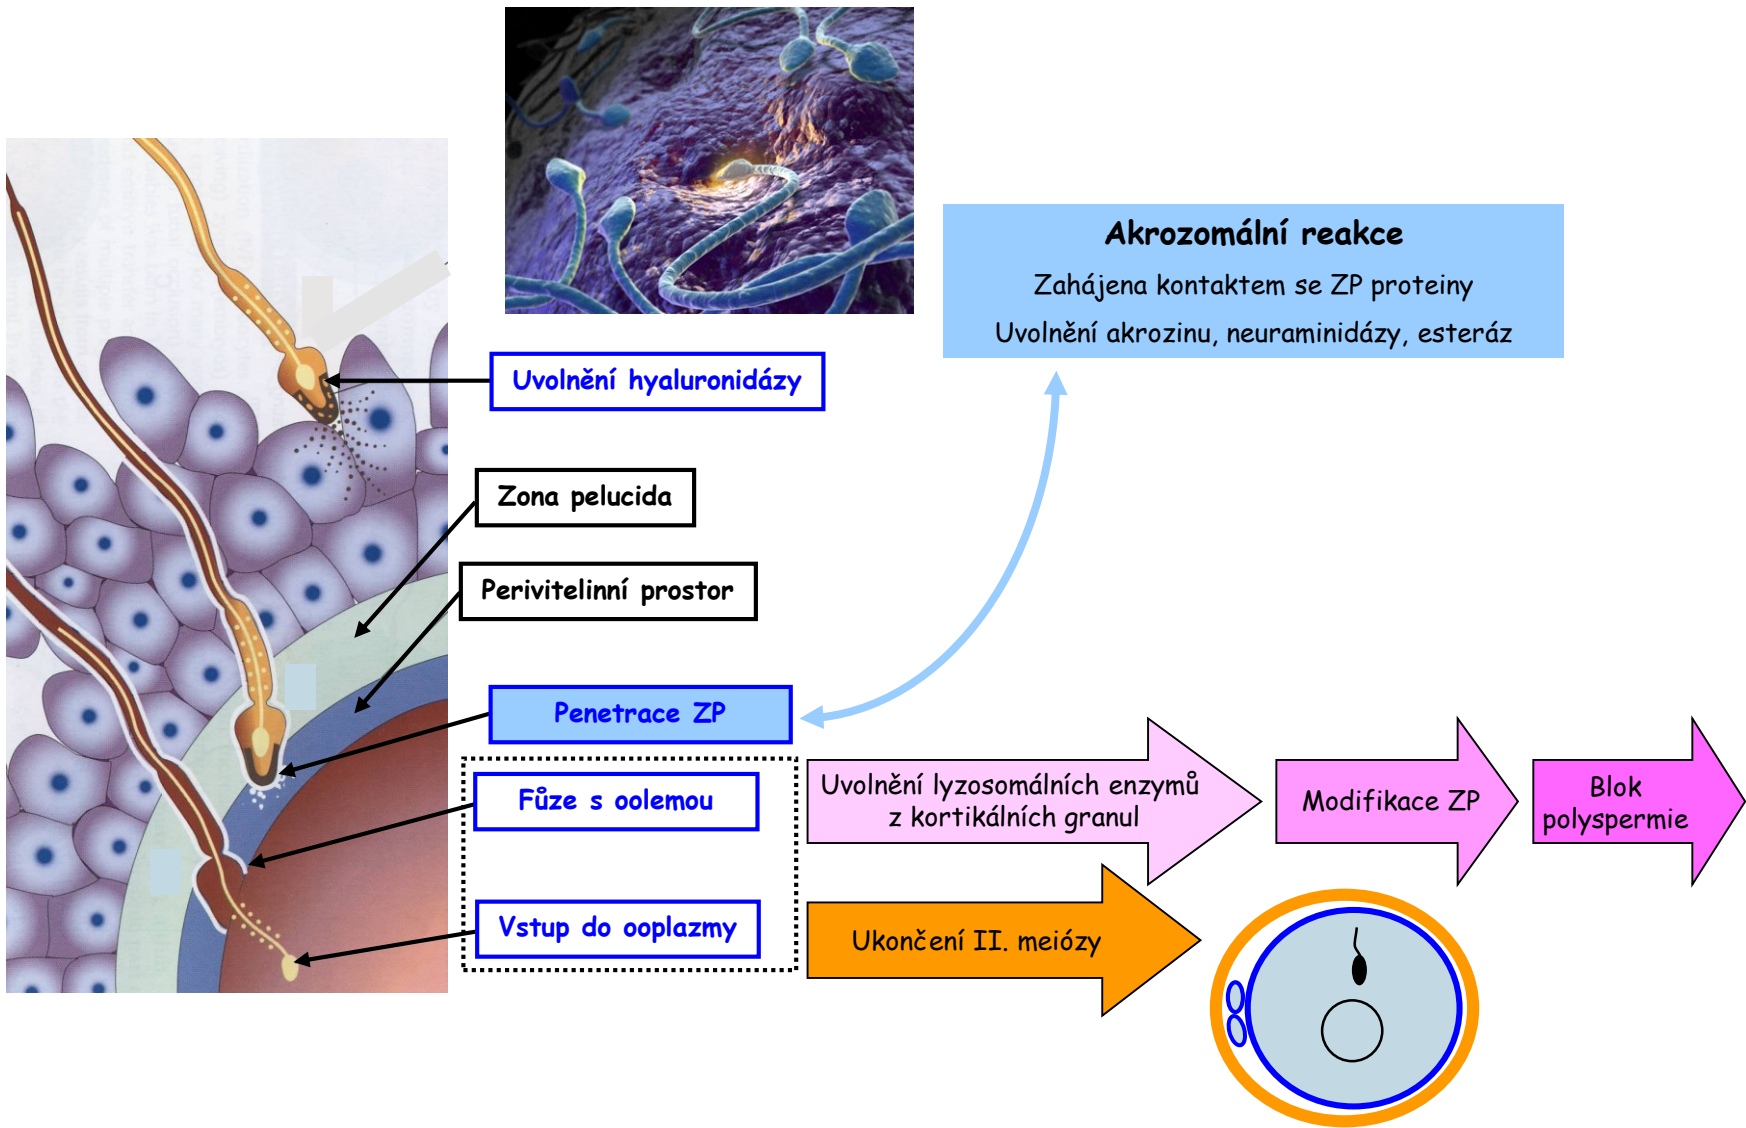 Akrozomální reakce
Zahájena kontaktem se ZP proteiny
Uvolnění akrozinu, neuraminidázy, esteráz
Uvolnění hyaluronidázy
Zona pelucida
Perivitelinní prostor
Penetrace ZP
Fůze s oolemou
Vstup do ooplazmy
Uvolnění lyzosomálních enzymů
z kortikálních granul
Modifikace ZP
Blok
polyspermie
Ukončení II. meiózy